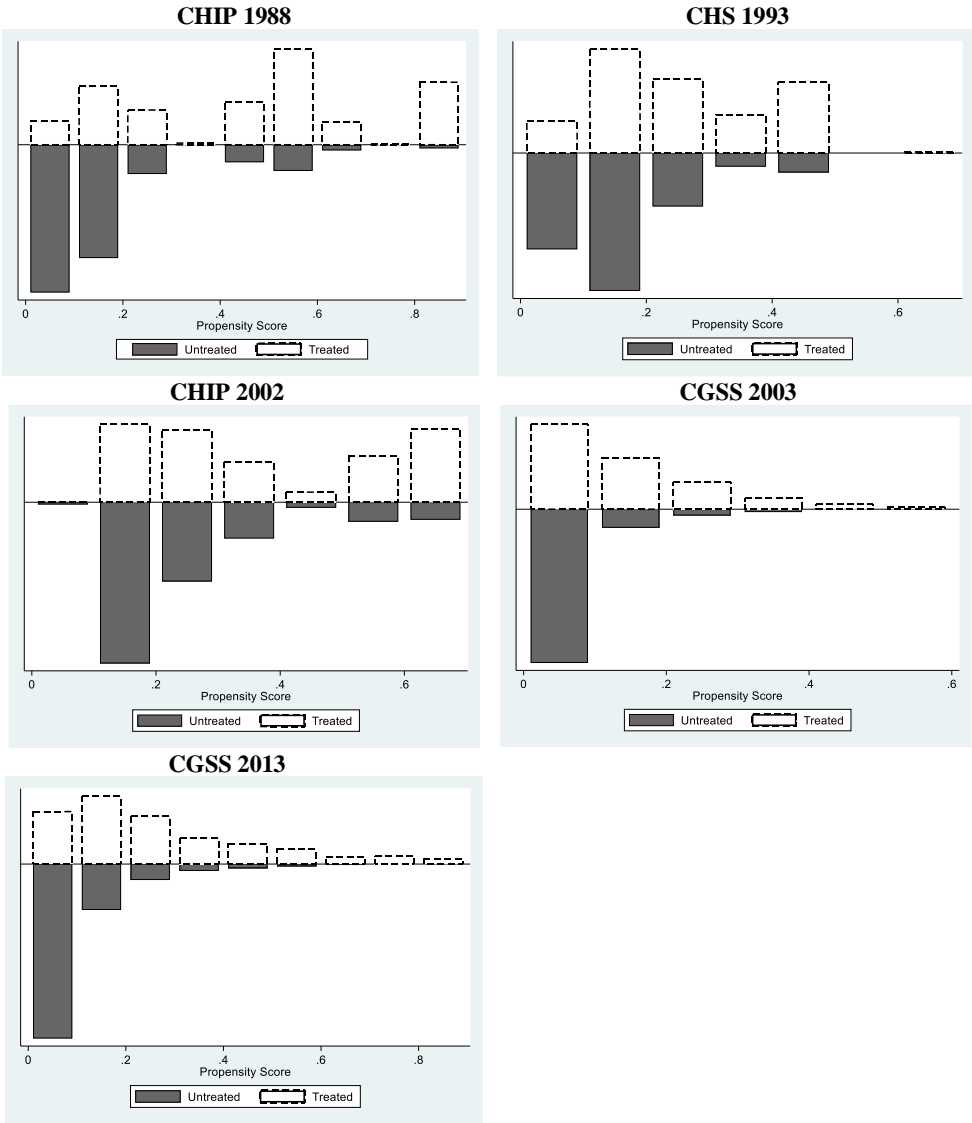 CHIP 1988
CHS 1993
0 .2 .4 .6 .8
Propensity Score
Untreated Treated
0 .2 .4 .6
Propensity Score
Untreated Treated
CHIP 2002
CGSS 2003
0 .2 .4 .6
Propensity Score
Untreated Treated
0 .2 .4 .6
Propensity Score
Untreated Treated
CGSS 2013
0 .2 .4 .6 .8
Propensity Score
Untreated Treated